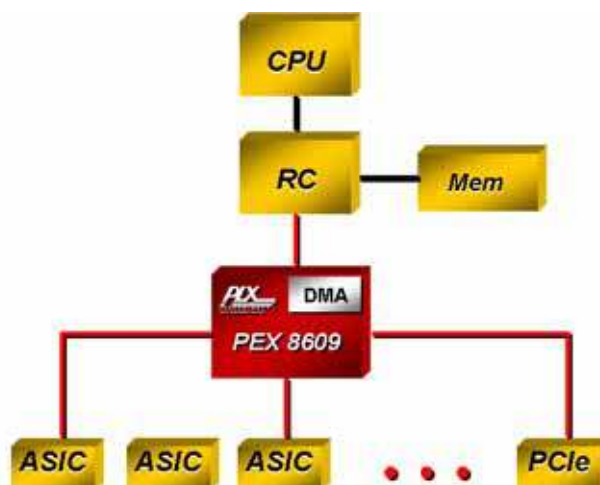 CPU
RC
Mem
PLX
DMA
PEX 8609
ASIC
ASIC
ASIC
PCIe